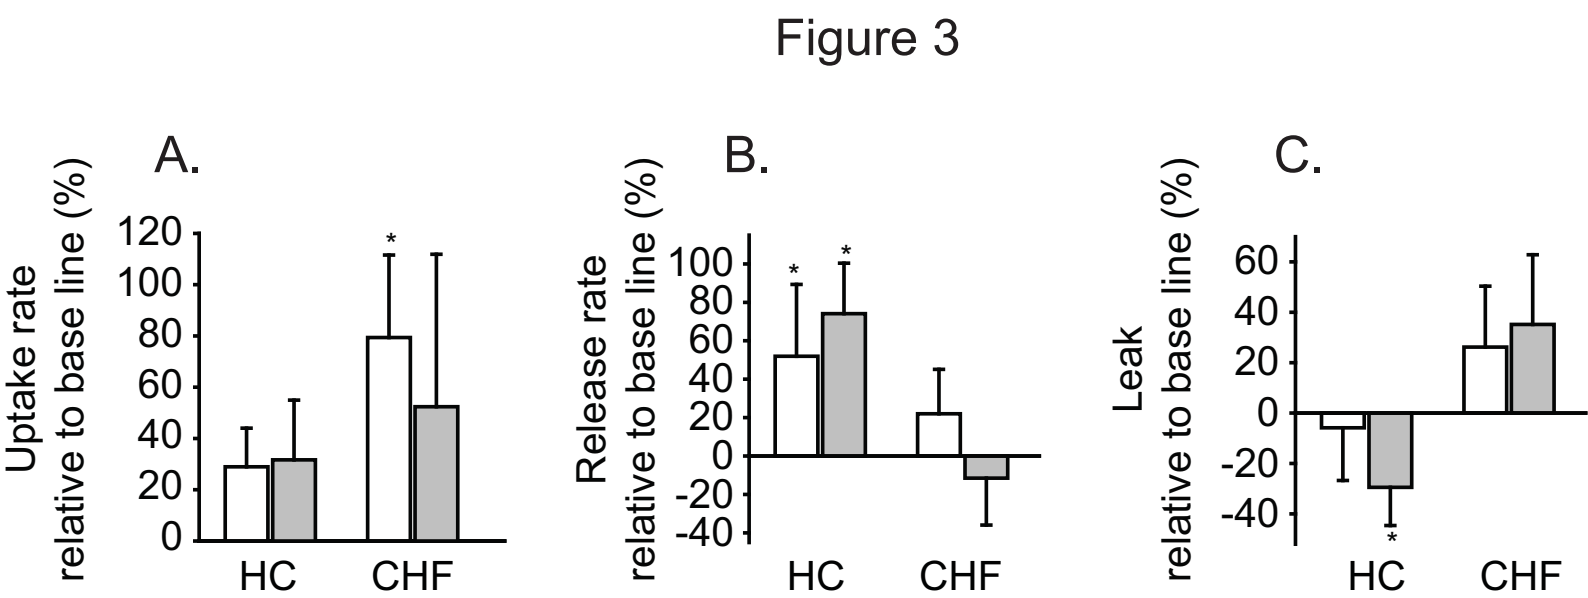 Figure 3
A.
Uptake rate
relative to base line (%)
120
100
80
60
40
20
0
*
HC
CHF
B.
Release rate
relative to base line (%)
100
80
60
40
20
0
-20
-40
*
*
HC
CHF
C.
Leak
relative to base line (%)
60
40
20
0
-20
-40
*
HC
CHF